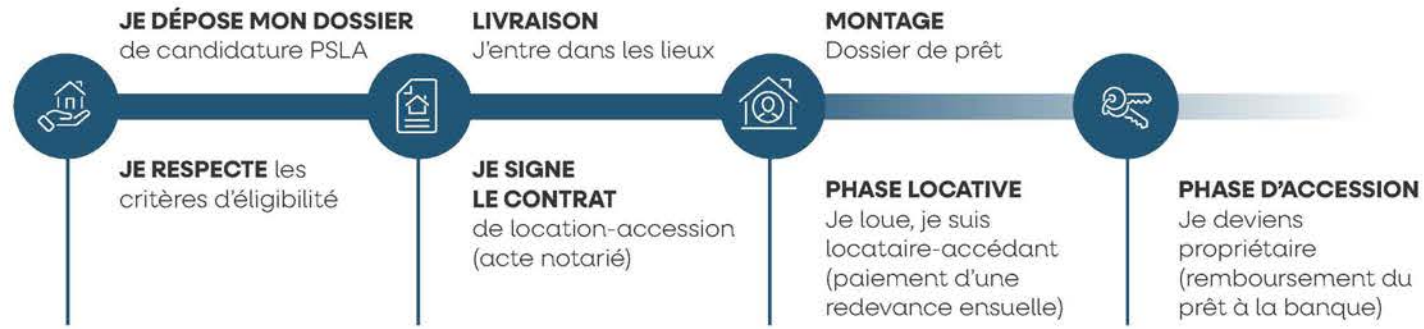 JE DÉPOSE MON DOSSIER
de candidature PSLA
LIVRAISON
J'entre dans les lieux
MONTAGE
Dossier de prêt
JE RESPECTE les
critères d'éligibilité
JE SIGNE
LE CONTRAT
de location-accession
(acte notarié)
PHASE LOCATIVE
Je loue, je suis
locataire-accédant
(paiement d'une
redevance ensuelle)
PHASE D'ACCESSION
Je deviens
propriétaire
(remboursement du
prêt à la banque)